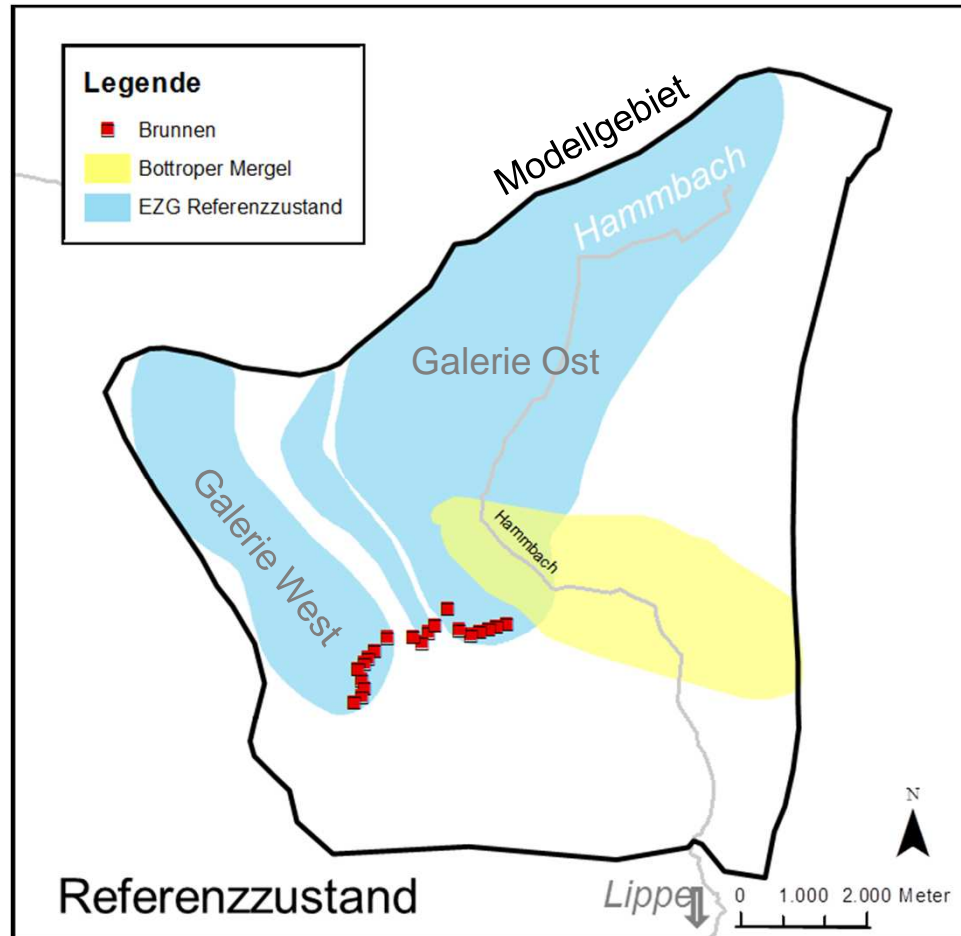 Legende
Brunnen
Bottroper Mergel
EZG Referenzzustand
Modellgebiet
Hammbach
Galerie Ost
Galerie West
Hammbach
N
Referenzzustand
Lippe
0 1.000 2.000 Meter